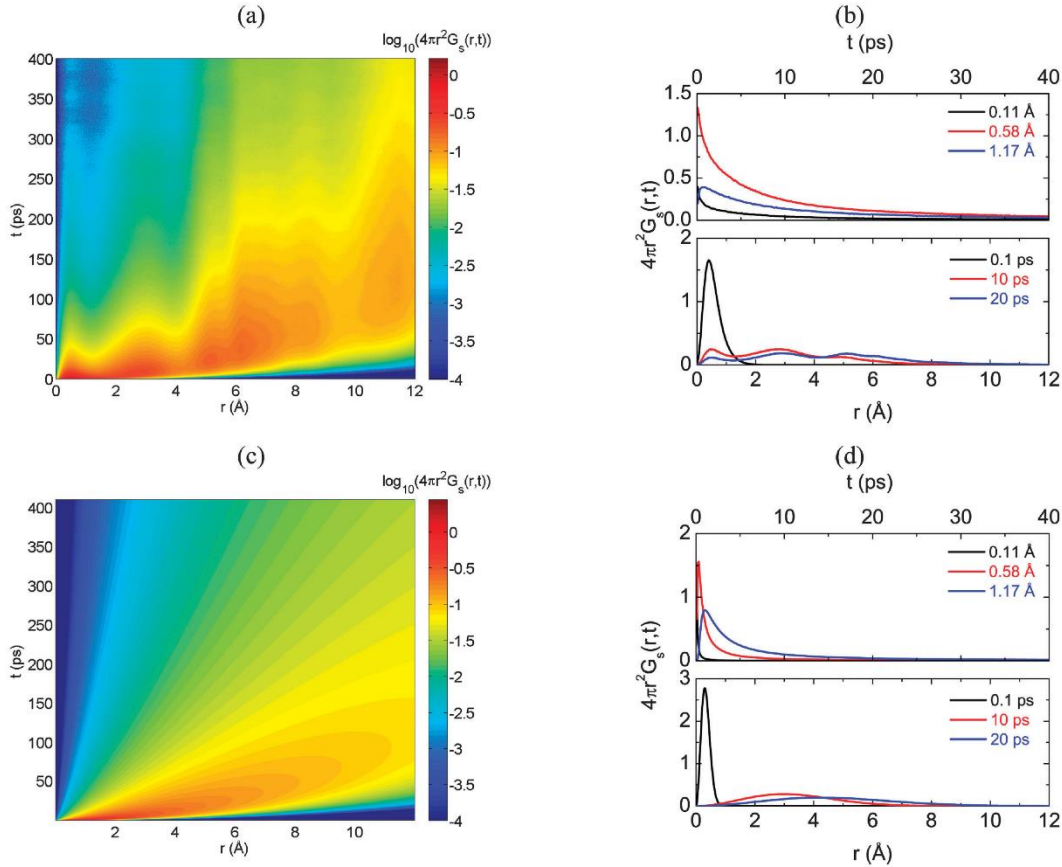 (a)
log10(4πr²Gs(r,t))
400
350
300
250
200
150
100
50
0
t (ps)
0 2 4 6 8 10 12
r (Å)
0
-0.5
-1
-1.5
-2
-2.5
-3
-3.5
-4
(b)
t (ps)
0 10 20 30 40
1.5
1.0
0.5
0.0
0.11 Å
0.58 Å
1.17 Å
4πr²Gs(r,t)
2
1
0
0.1 ps
10 ps
20 ps
0 2 4 6 8 10 12
r (Å)
(c)
log10(4πr²Gs(r,t))
400
350
300
250
200
150
100
50
t (ps)
2 4 6 8 10
r (Å)
0
-0.5
-1
-1.5
-2
-2.5
-3
-3.5
-4
(d)
t (ps)
0 10 20 30 40
2
1
0
0.11 Å
0.58 Å
1.17 Å
4πr²Gs(r,t)
3
2
1
0
0.1 ps
10 ps
20 ps
0 2 4 6 8 10 12
r (Å)